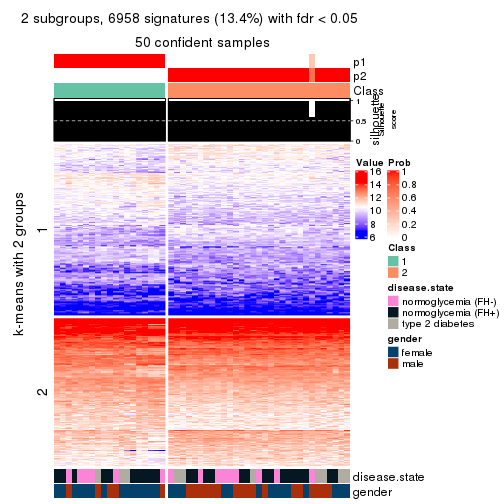 2 subgroups, 6958 signatures (13.4%) with fdr < 0.05
50 confident samples
p1
p2
Class
1
0.5
0
silhouette
Silhouette
score
k-means with 2 groups
1
2
Value
16
14
12
10
8
6
Prob
1
0.8
0.6
0.4
0.2
0
Class
1
2
disease.state
normoglycemia (FH-)
normoglycemia (FH+)
type 2 diabetes
gender
female
male
disease.state
gender